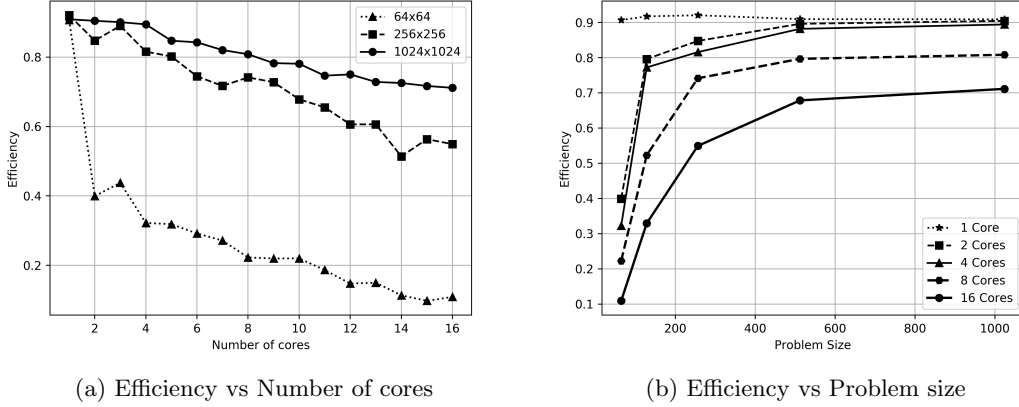 0.8
0.6
0.4
0.2
Efficiency
2 4 6 8 10 12 14 16
Number of cores
64x64
256x256
1024x1024
(a) Efficiency vs Number of cores
0.9
0.8
0.7
0.6
0.5
0.4
0.3
0.2
0.1
Efficiency
200 400 600 800 1000
Problem Size
1 Core
2 Cores
4 Cores
8 Cores
16 Cores
(b) Efficiency vs Problem size